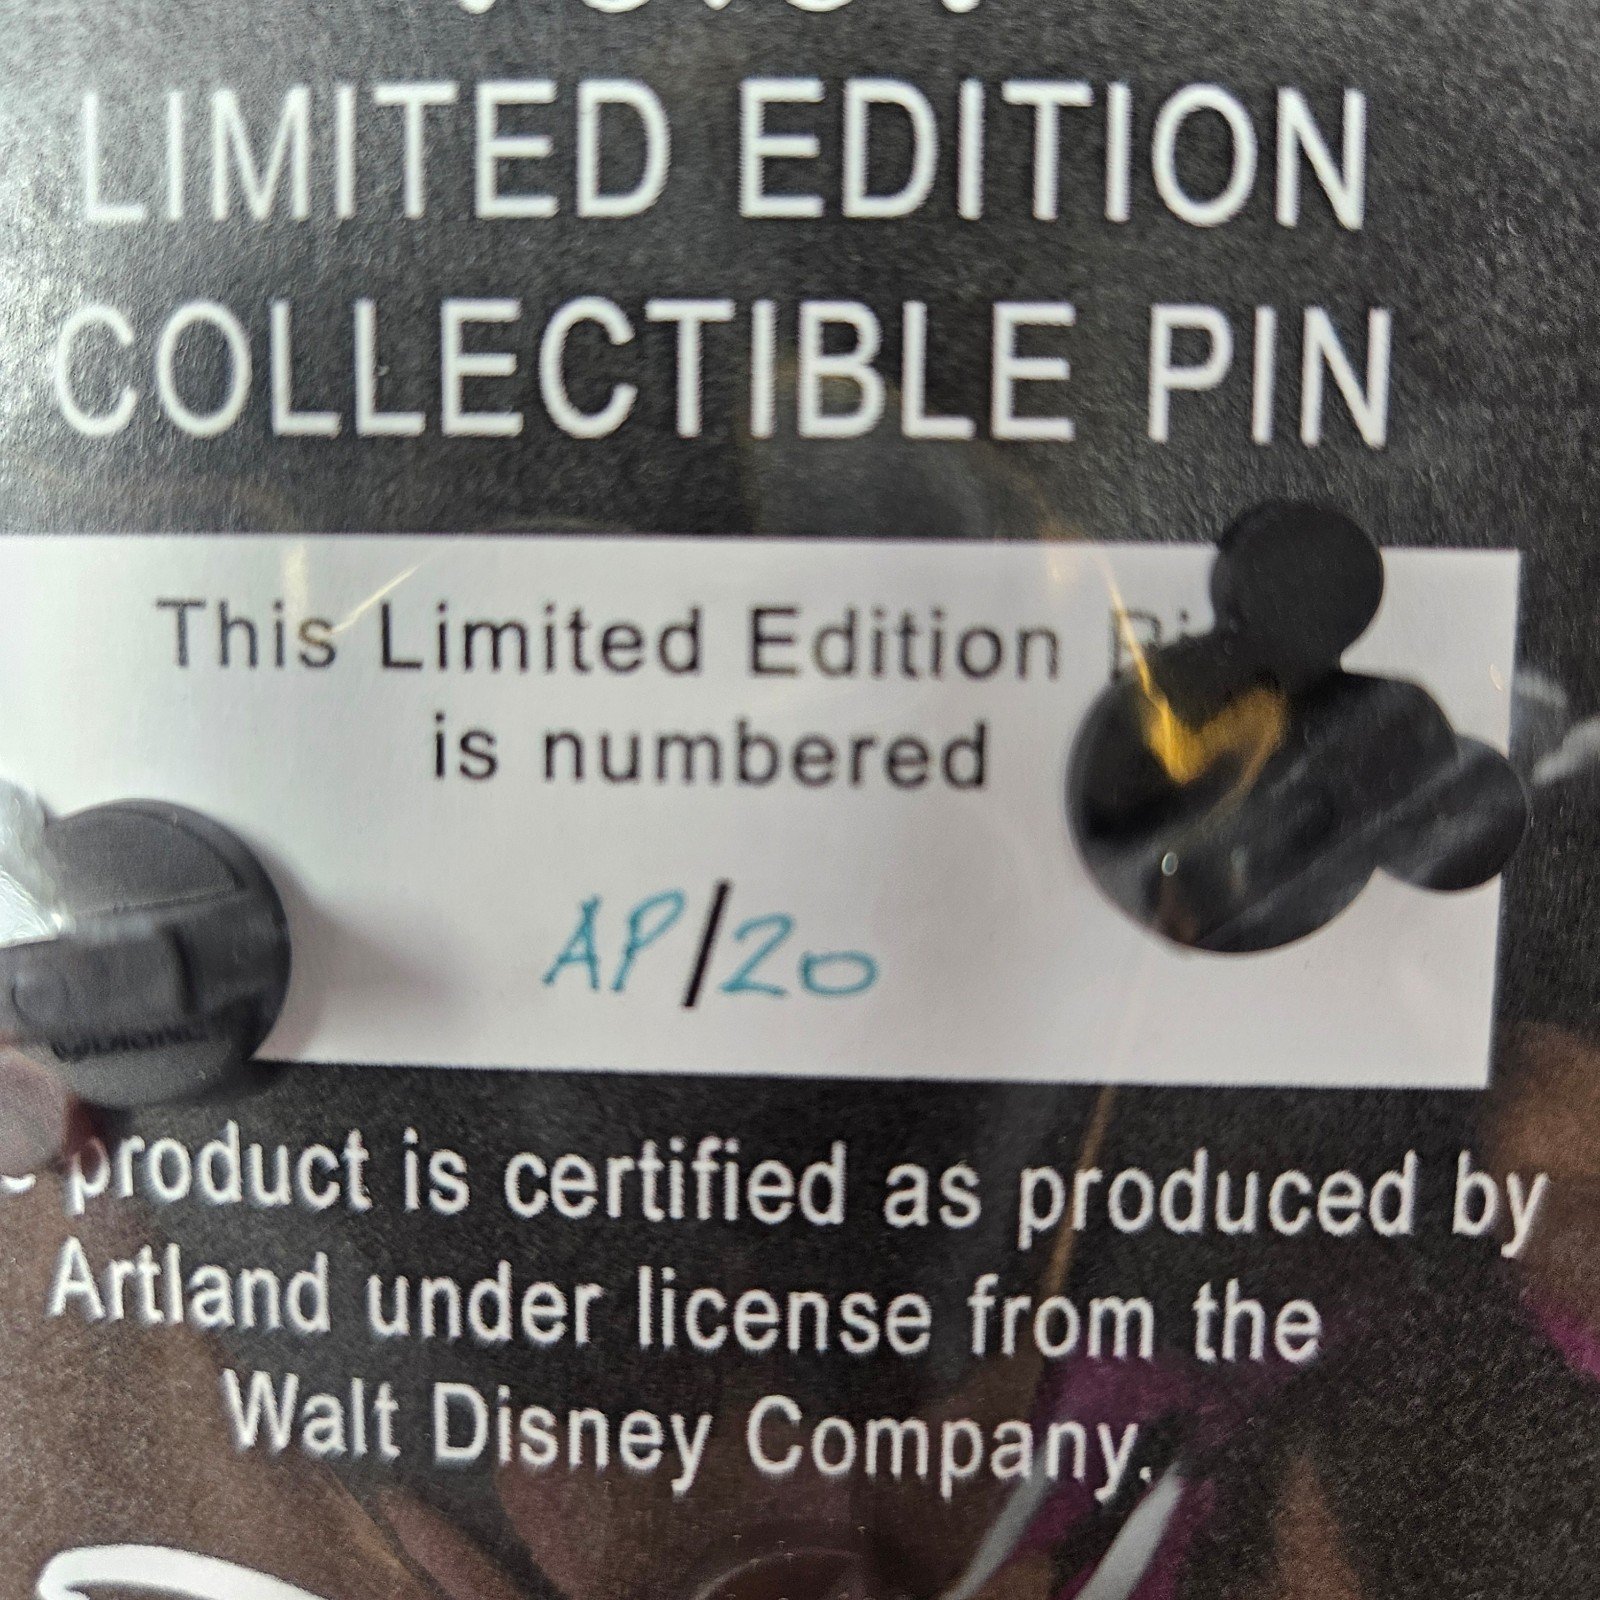 LIMITED EDITION
COLLECTIBLE PIN
This Limited Edition
is numbered
AP/20
product is certified as produced by
Artland under license from the
Walt Disney Company.